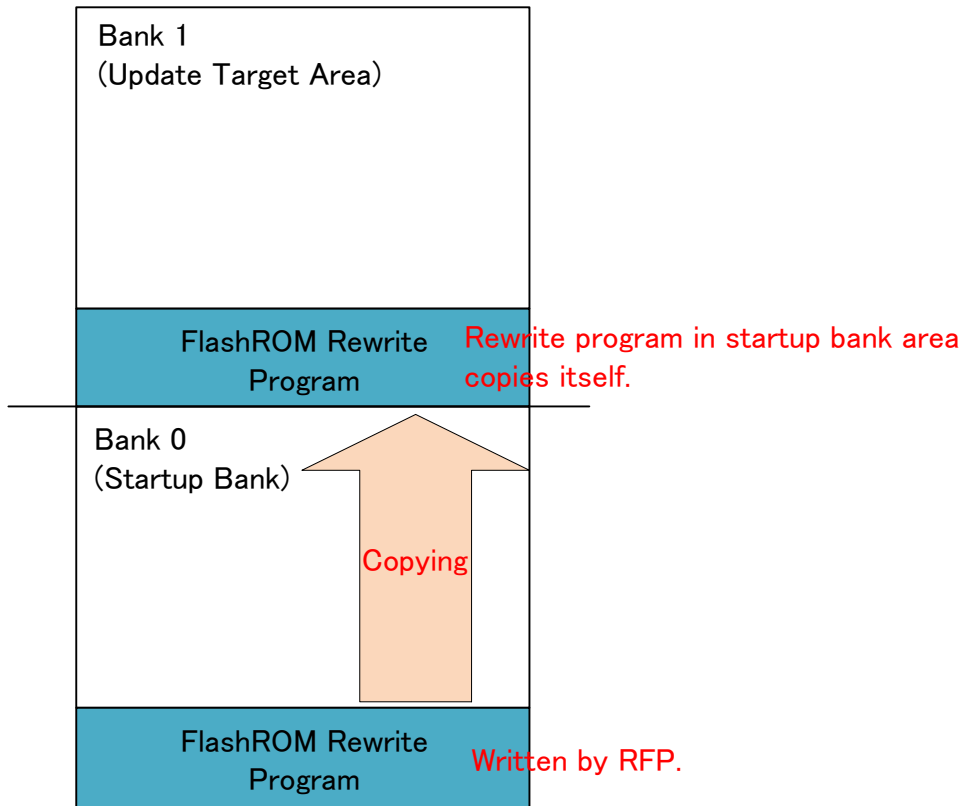 Bank 1
(Update Target Area)
FlashROM Rewrite
Program
Rewrite program in startup bank area
copies itself.
Bank 0
(Startup Bank)
Copying
FlashROM Rewrite
Program
Written by RFP.